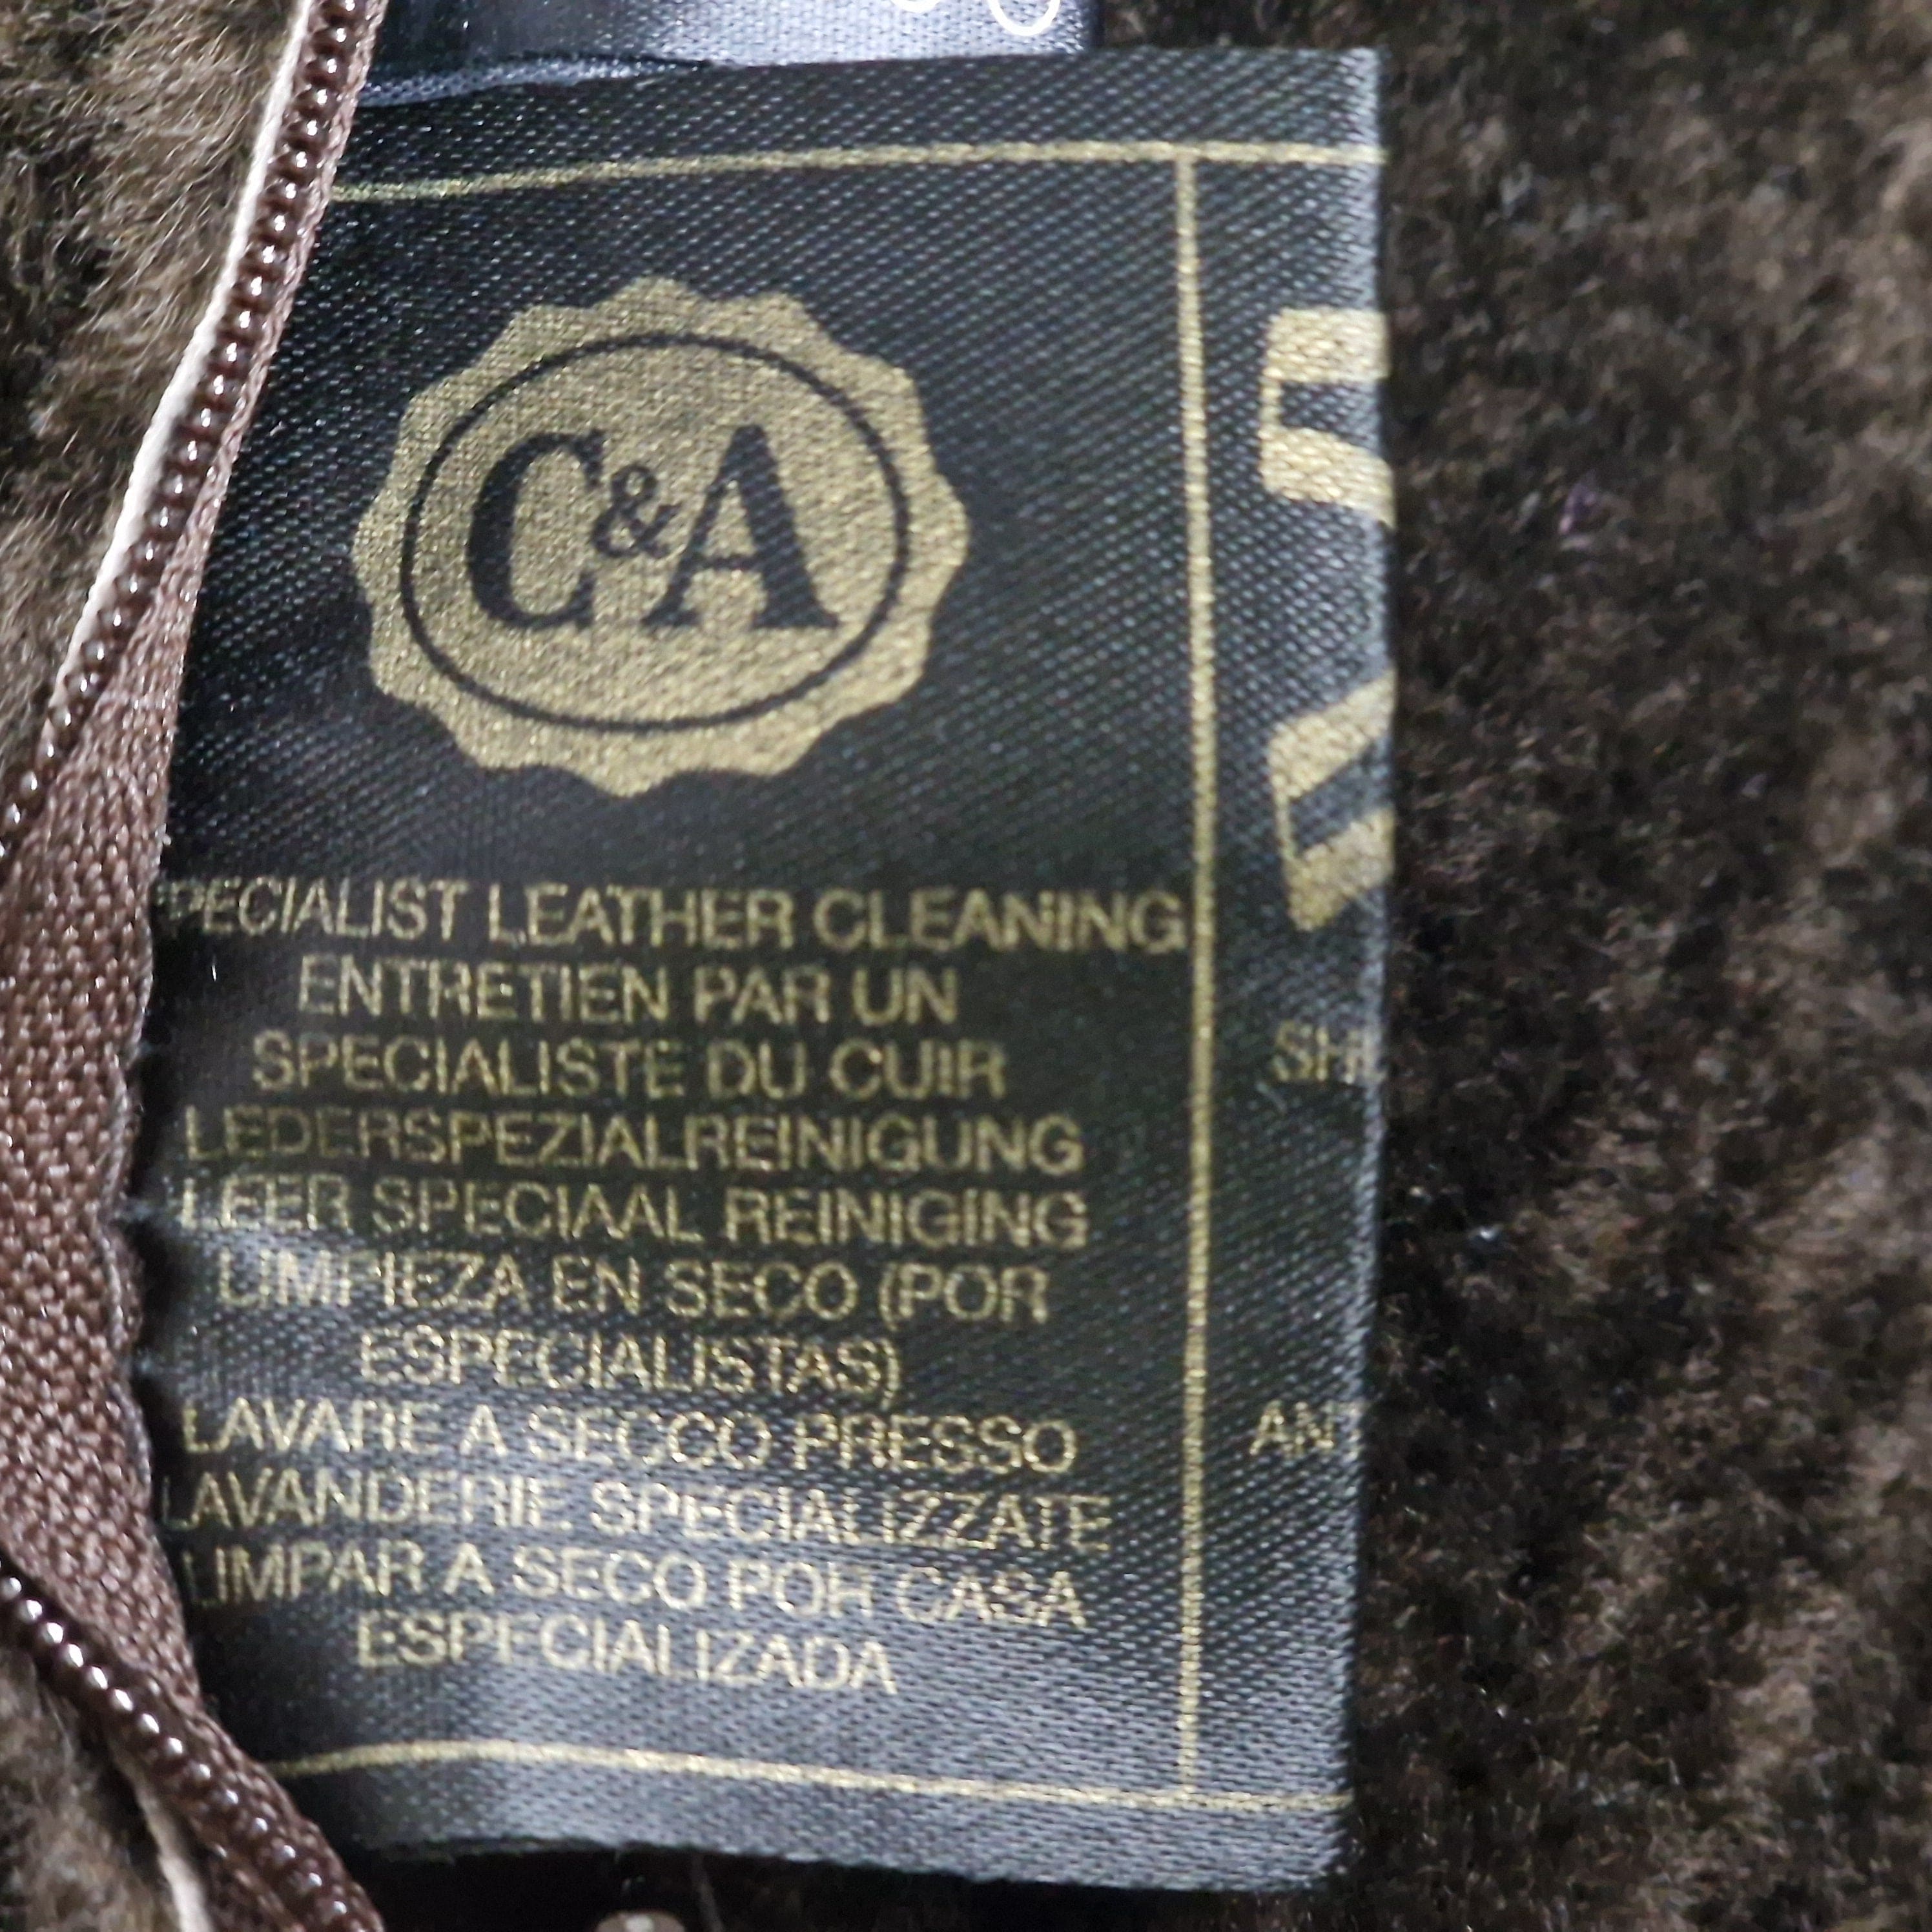 C&A
SPECIALIST LEATHER CLEANING
ENTRETIEN PAR UN
SPECIALISTE DU CUIR
LEDERSPEZIALREINIGUNG
LEER SPECIAAL REINIGING
LIMPIEZA EN SECO (POR
ESPECIALISTAS)
LAVARE A SECCO PRESSO
LAVANDERIE SPECIALIZZATE
LIMPAR A SECO POR CASA
ESPECIALIZADA